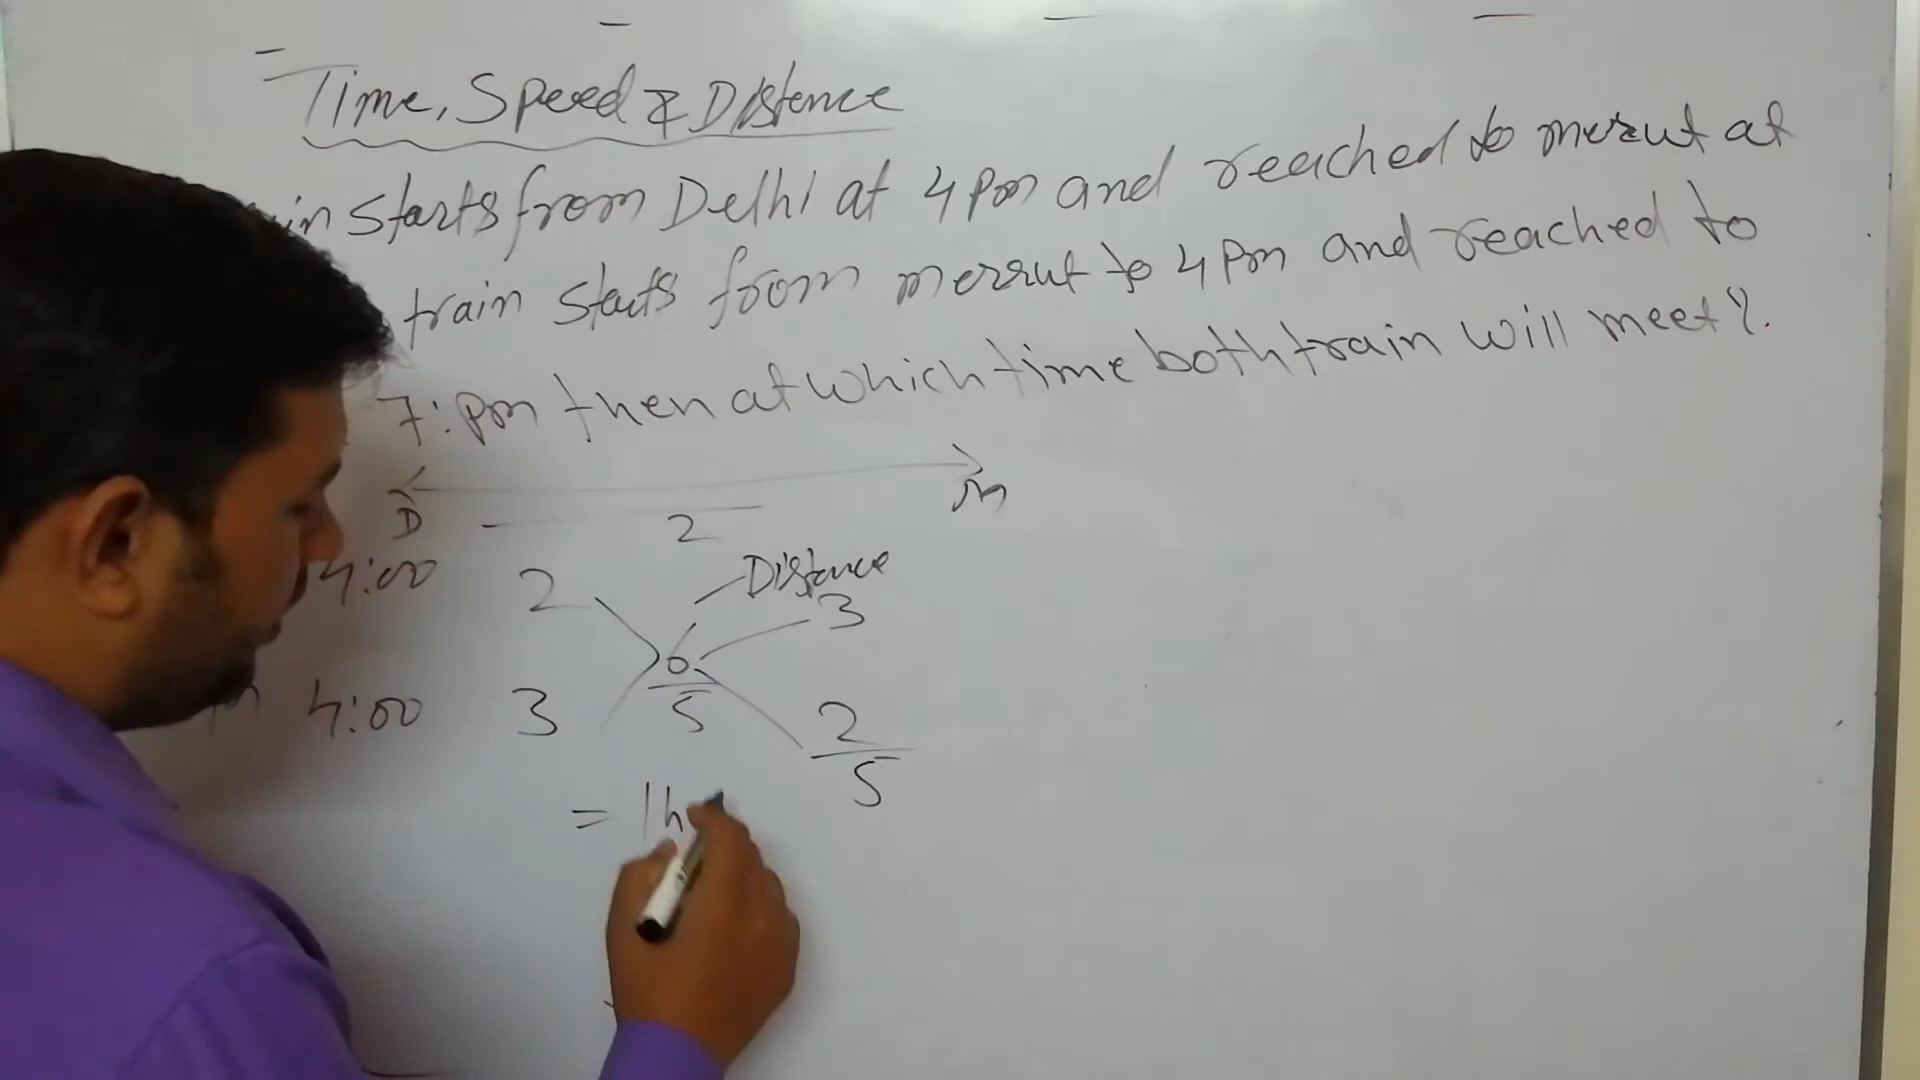 Time, Speed & Distence
in starts from Delhi at 4 pm and reached to merut at
train starts from merrut to 4 Pm and reached to
7: pm then at which time both train will meet ?.
D M
2
Distance
4:00 2 3
6
5
4:00 3 2
5
= 1h